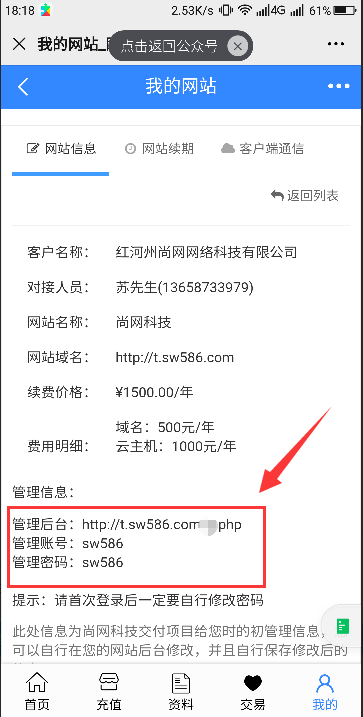 18:18 2.53K/s 4G 61%
我的网站_ 点击返回公众号
我的网站
网站信息 网站续期 客户端通信
返回列表
客户名称： 红河州尚网网络科技有限公司
对接人员： 苏先生(13658733979)
网站名称： 尚网科技
网站域名： http://t.sw586.com
续费价格： ¥1500.00/年
域名：500元/年
费用明细： 云主机：1000元/年
管理信息：
管理后台：http://t.sw586.com php
管理账号：sw586
管理密码：sw586
提示：请首次登录后一定要自行修改密码
此处信息为尚网科技交付项目给您时的初管理信息，
可以自行在您的网站后台修改，并且自行保存修改后的
首页 充值 资料 交易 我的